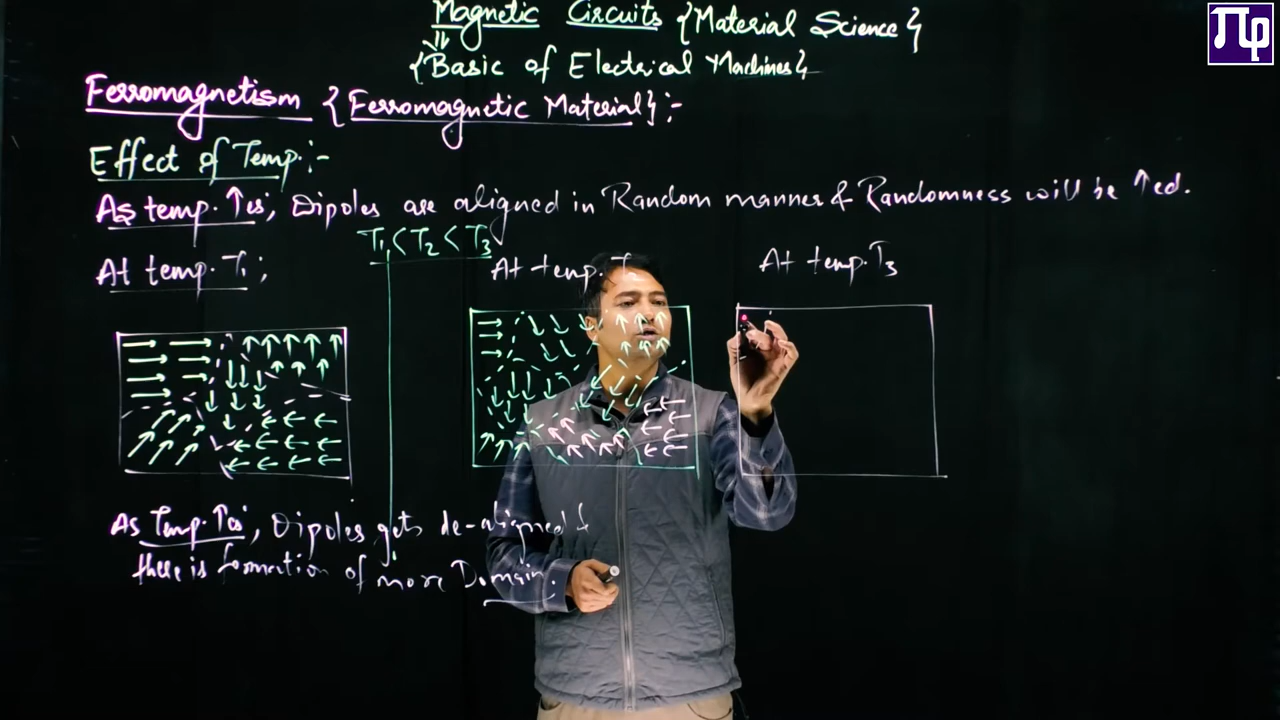 Magnetic Circuits {Material Science}
⇓
{Basic of Electrical Machines}
Ferromagnetism {Ferromagnetic Material}:-
Effect of Temp.:-
As temp. ↑es, Dipoles are aligned in Random manner & Randomness will be ↑ed.
T1 < T2 < T3
At temp. T1;
At temp.
At temp. T3
As Temp. ↑es, Dipoles gets de-aligned &
there is formation of more Domain.
Πφ